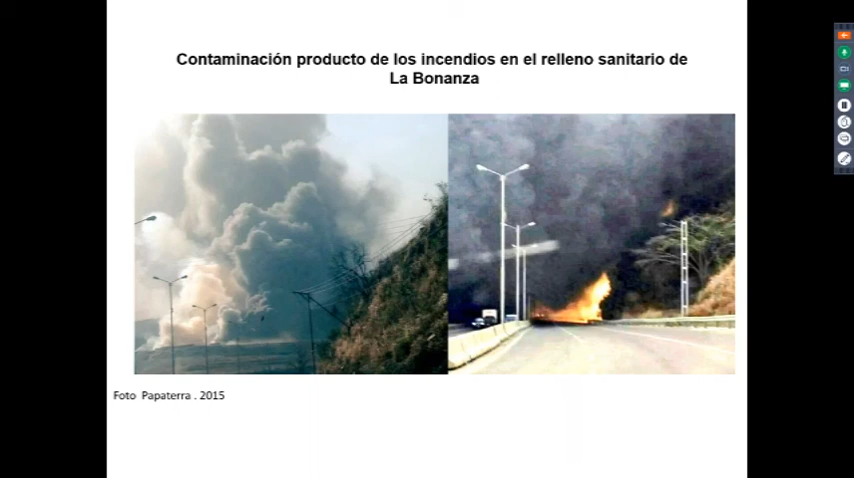 Contaminación producto de los incendios en el relleno sanitario de
La Bonanza
Foto Papaterra . 2015